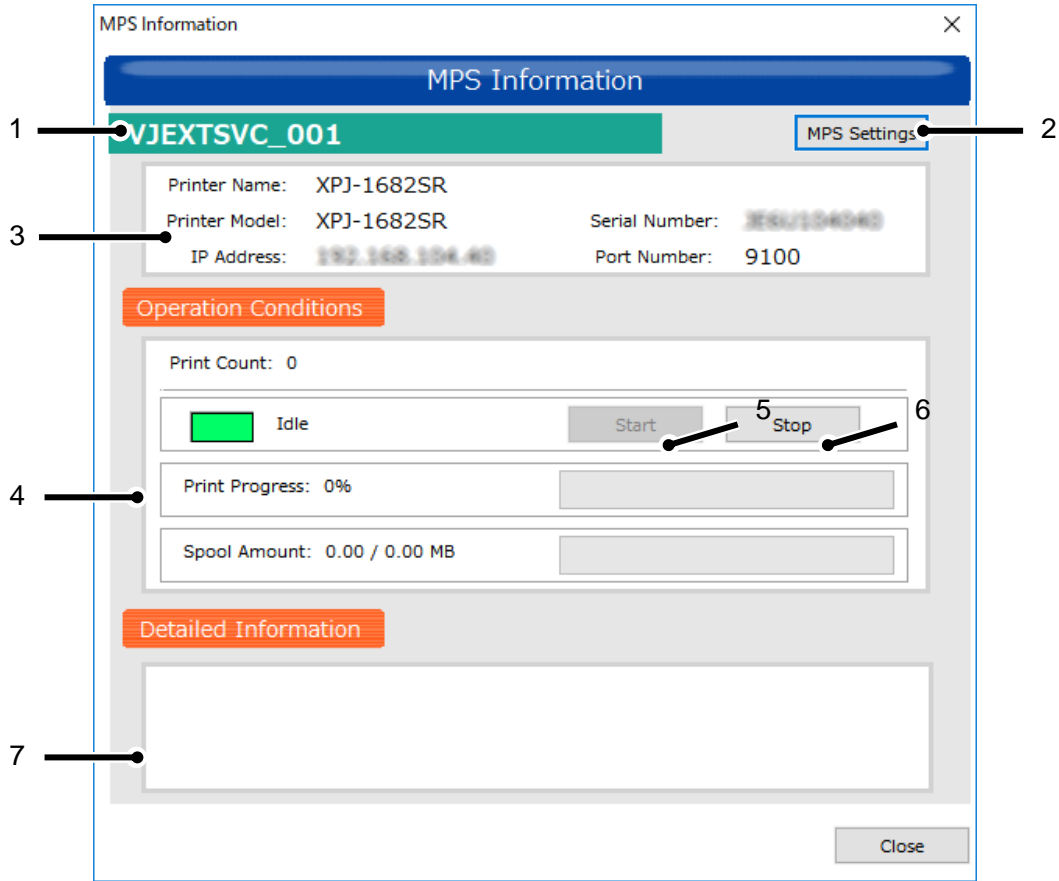 MPS Information
MPS Information
1 VJEXTSVC_001 MPS Settings 2
Printer Name: XPJ-1682SR
Printer Model: XPJ-1682SR Serial Number:
3
IP Address: Port Number: 9100
Operation Conditions
Print Count: 0
Idle Start 5 Stop 6
4 Print Progress: 0%
Spool Amount: 0.00 / 0.00 MB
Detailed Information
7
Close